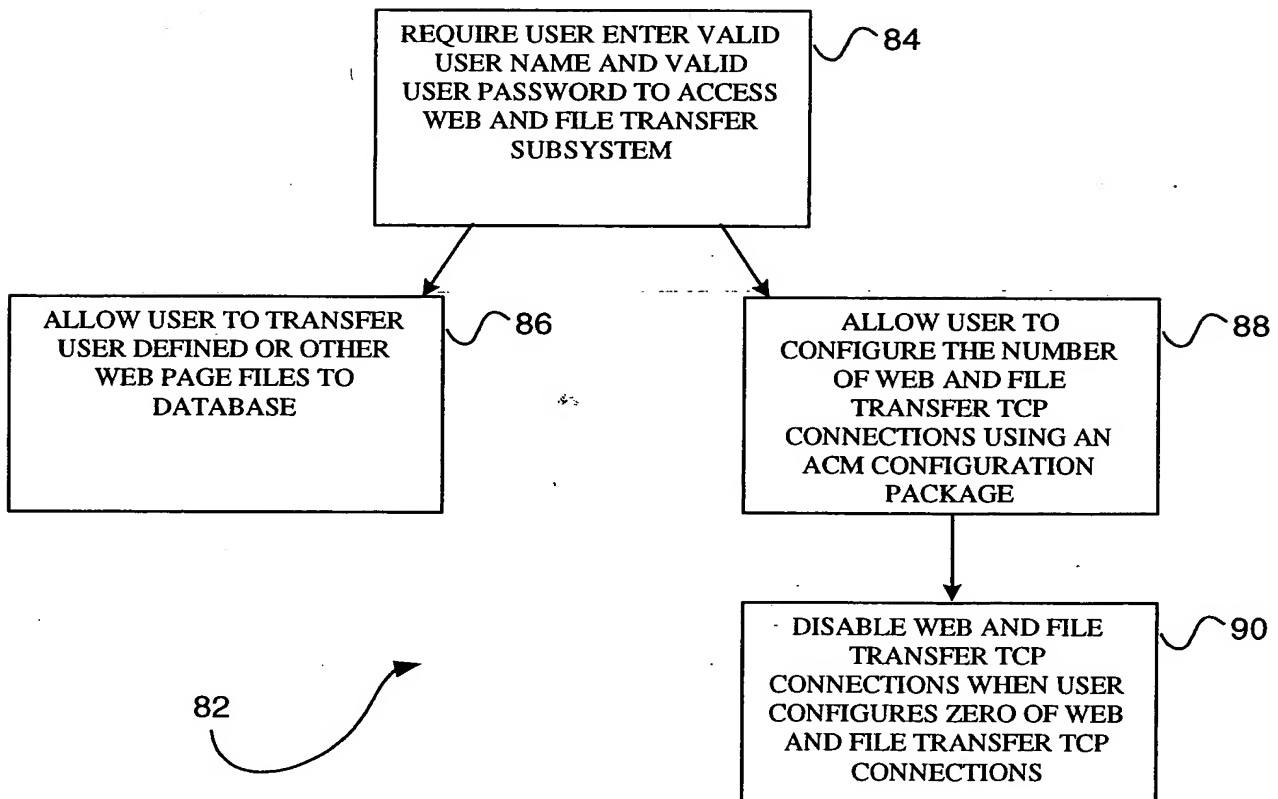 REQUIRE USER ENTER VALID
USER NAME AND VALID
USER PASSWORD TO ACCESS
WEB AND FILE TRANSFER
SUBSYSTEM
84
ALLOW USER TO TRANSFER
USER DEFINED OR OTHER
WEB PAGE FILES TO
DATABASE
86
ALLOW USER TO
CONFIGURE THE NUMBER
OF WEB AND FILE
TRANSFER TCP
CONNECTIONS USING AN
ACM CONFIGURATION
PACKAGE
88
DISABLE WEB AND FILE
TRANSFER TCP
CONNECTIONS WHEN USER
CONFIGURES ZERO OF WEB
AND FILE TRANSFER TCP
CONNECTIONS
90
82